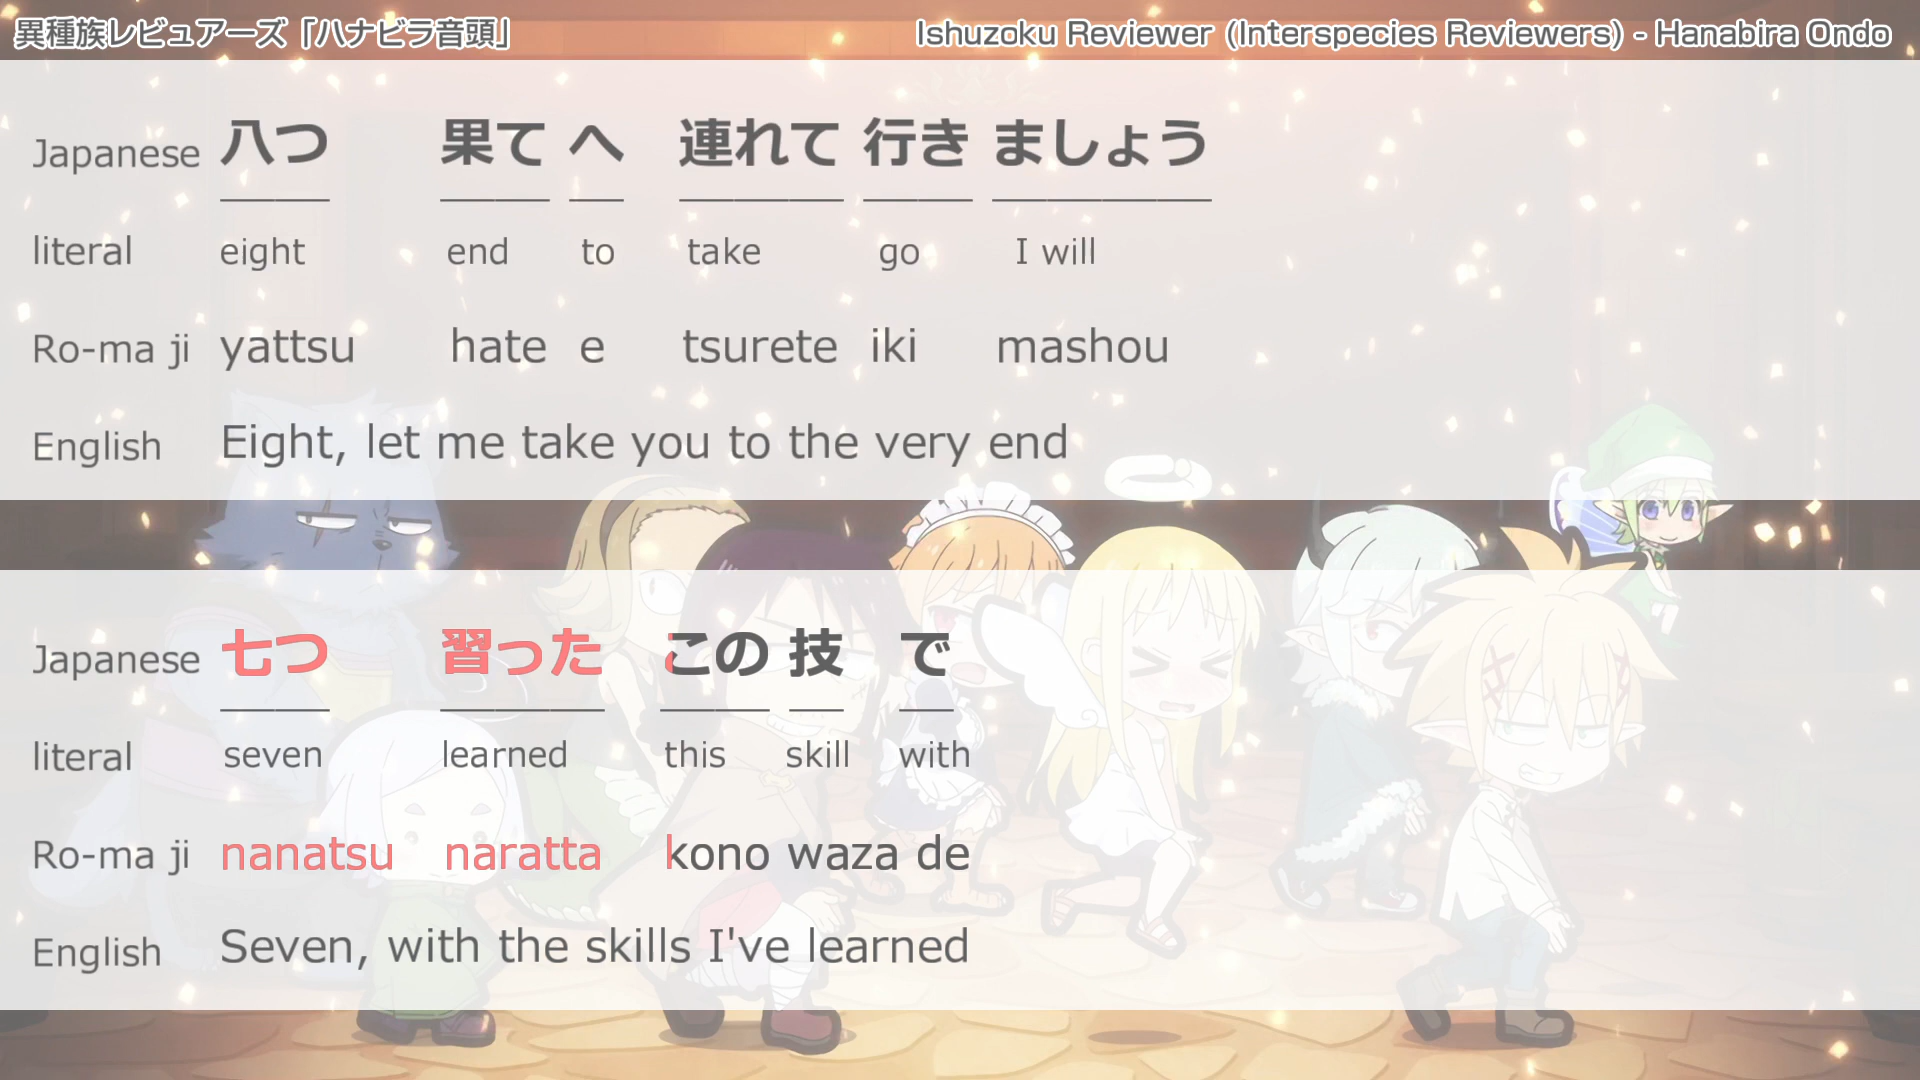 異種族レビュアーズ「ハナビラ音頭」 Ishuzoku Reviewer (Interspecies Reviewers) - Hanabira Ondo
Japanese 八つ 果て へ 連れて 行き ましょう
literal eight end to take go I will
Ro-ma ji yattsu hate e tsurete iki mashou
English Eight, let me take you to the very end
Japanese 七つ 習った この 技 で
literal seven learned this skill with
Ro-ma ji nanatsu naratta kono waza de
English Seven, with the skills I've learned